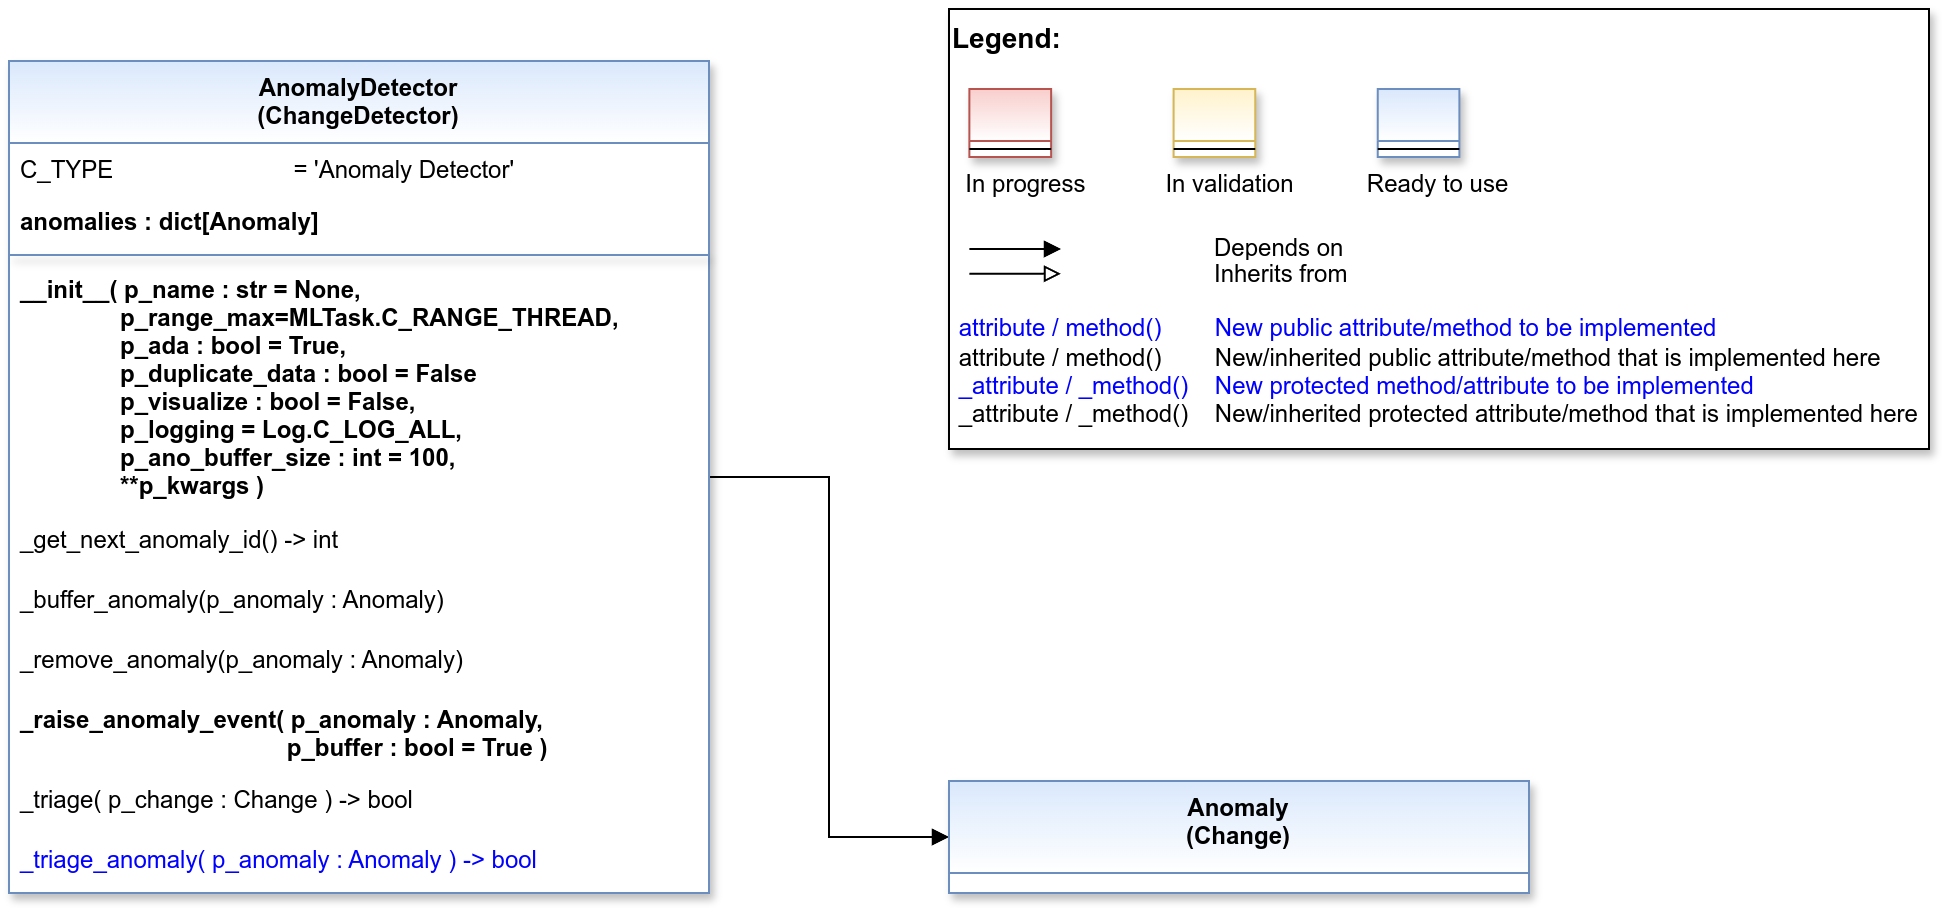 AnomalyDetector
(ChangeDetector)
C_TYPE = 'Anomaly Detector'
anomalies : dict[Anomaly]
__init__( p_name : str = None,
p_range_max=MLTask.C_RANGE_THREAD,
p_ada : bool = True,
p_duplicate_data : bool = False
p_visualize : bool = False,
p_logging = Log.C_LOG_ALL,
p_ano_buffer_size : int = 100,
**p_kwargs )
_get_next_anomaly_id() -> int
_buffer_anomaly(p_anomaly : Anomaly)
_remove_anomaly(p_anomaly : Anomaly)
_raise_anomaly_event( p_anomaly : Anomaly,
p_buffer : bool = True )
_triage( p_change : Change ) -> bool
_triage_anomaly( p_anomaly : Anomaly ) -> bool
Legend:
In progress In validation Ready to use
Depends on
Inherits from
attribute / method() New public attribute/method to be implemented
attribute / method() New/inherited public attribute/method that is implemented here
_attribute / _method() New protected method/attribute to be implemented
_attribute / _method() New/inherited protected attribute/method that is implemented here
Anomaly
(Change)